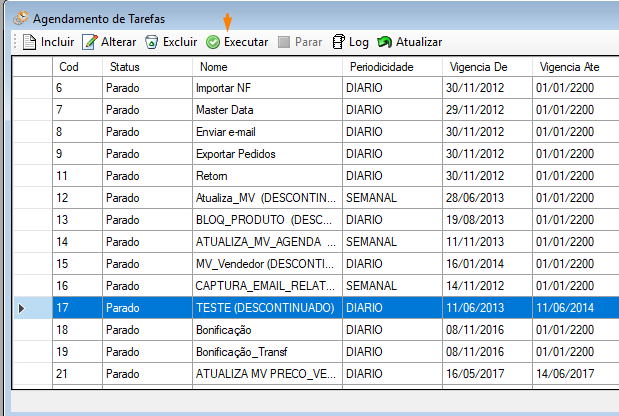 Agendamento de Tarefas
Incluir Alterar Excluir Executar Parar Log Atualizar
Cod Status Nome Periodicidade Vigencia De Vigencia Ate
6 Parado Importar NF DIARIO 30/11/2012 01/01/2200
7 Parado Master Data DIARIO 29/11/2012 01/01/2200
8 Parado Enviar e-mail DIARIO 30/11/2012 01/01/2200
9 Parado Exportar Pedidos DIARIO 30/11/2012 01/01/2200
11 Parado Retorn DIARIO 30/11/2012 01/01/2200
12 Parado Atualiza_MV (DESCONTIN... SEMANAL 28/06/2013 01/01/2200
13 Parado BLOQ_PRODUTO (DESC... DIARIO 19/08/2013 01/01/2200
14 Parado ATUALIZA_MV_AGENDA ... SEMANAL 11/11/2013 01/01/2200
15 Parado MV_Vendedor (DESCONTI... DIARIO 16/01/2014 01/01/2200
16 Parado CAPTURA_EMAIL_RELAT... SEMANAL 14/11/2012 01/01/2200
17 Parado TESTE (DESCONTINUADO) DIARIO 11/06/2013 11/06/2014
18 Parado Bonificação DIARIO 08/11/2016 01/01/2200
19 Parado Bonificação_Transf DIARIO 08/11/2016 01/01/2200
21 Parado ATUALIZA MV PRECO_VE... DIARIO 16/05/2017 14/06/2017